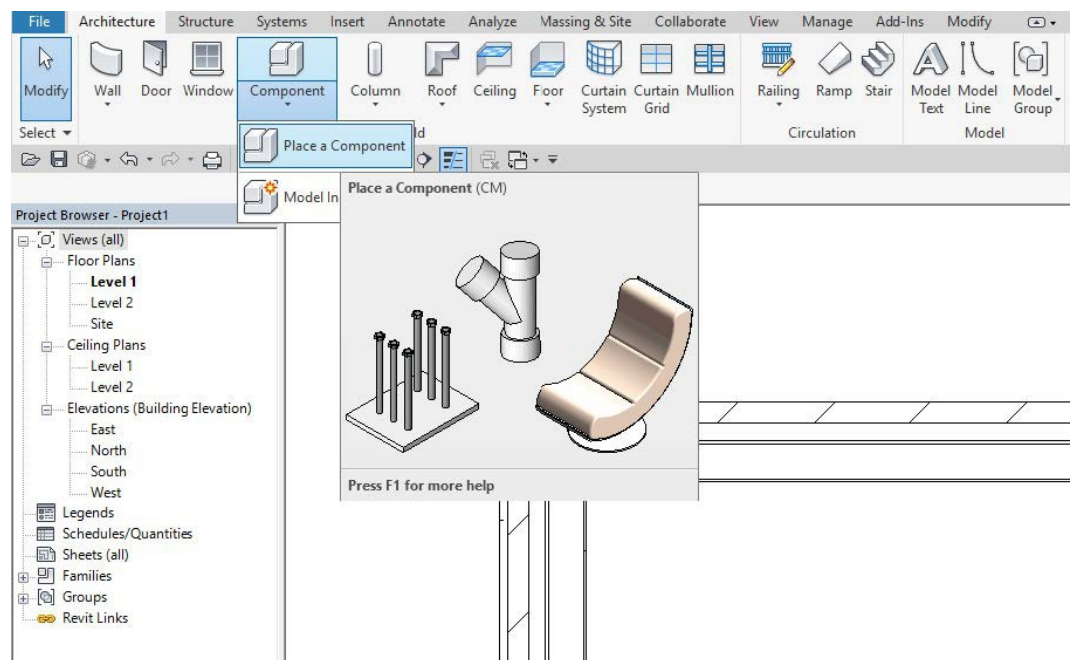 File Architecture Structure Systems Insert Annotate Analyze Massing & Site Collaborate View Manage Add-Ins Modify
Modify Wall Door Window Component Column Roof Ceiling Floor Curtain System Curtain Grid Mullion Railing Ramp Stair Model Text Model Line Model Group
Select Circulation Model
Place a Component
Model In
Place a Component (CM)
Press F1 for more help
Project Browser - Project1
Views (all)
Floor Plans
Level 1
Level 2
Site
Ceiling Plans
Level 1
Level 2
Elevations (Building Elevation)
East
North
South
West
Legends
Schedules/Quantities
Sheets (all)
Families
Groups
Revit Links